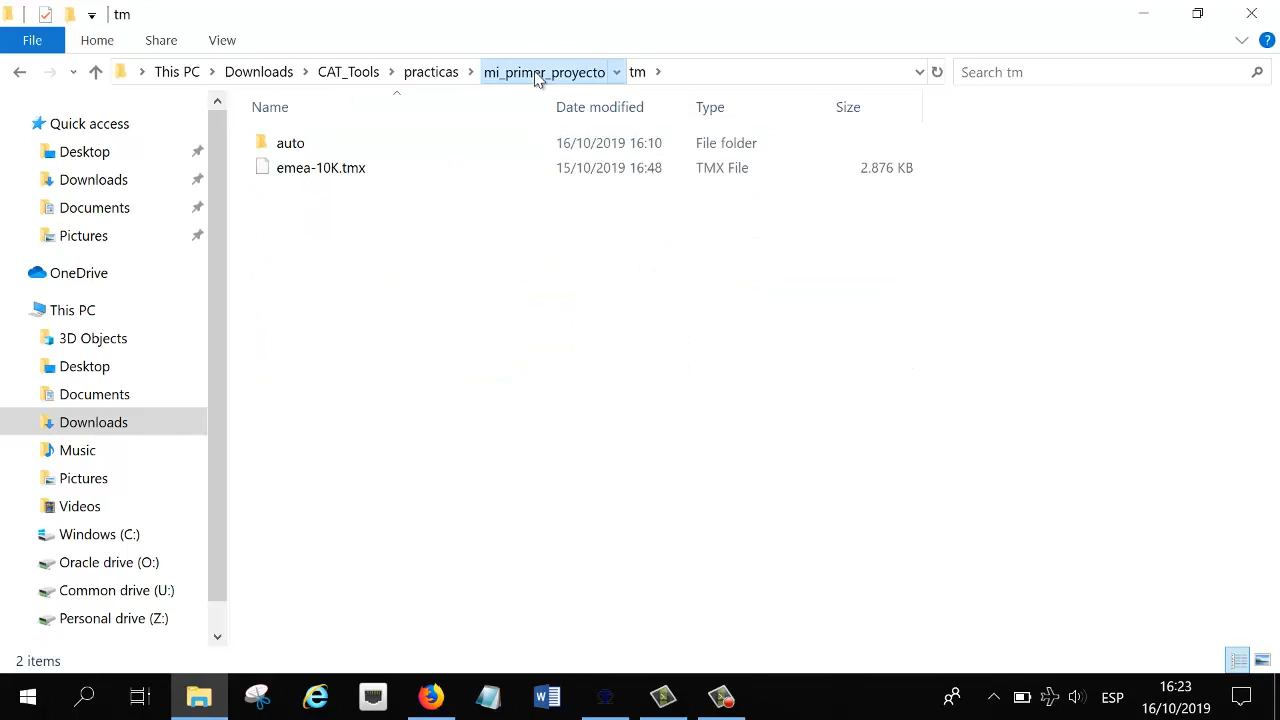 tm
File Home Share View
This PC Downloads CAT_Tools practicas mi_primer_proyecto tm Search tm
Name Date modified Type Size
auto 16/10/2019 16:10 File folder
emea-10K.tmx 15/10/2019 16:48 TMX File 2.876 KB
Quick access
Desktop
Downloads
Documents
Pictures
OneDrive
This PC
3D Objects
Desktop
Documents
Downloads
Music
Pictures
Videos
Windows (C:)
Oracle drive (O:)
Common drive (U:)
Personal drive (Z:)
2 items
ESP
16:23
16/10/2019